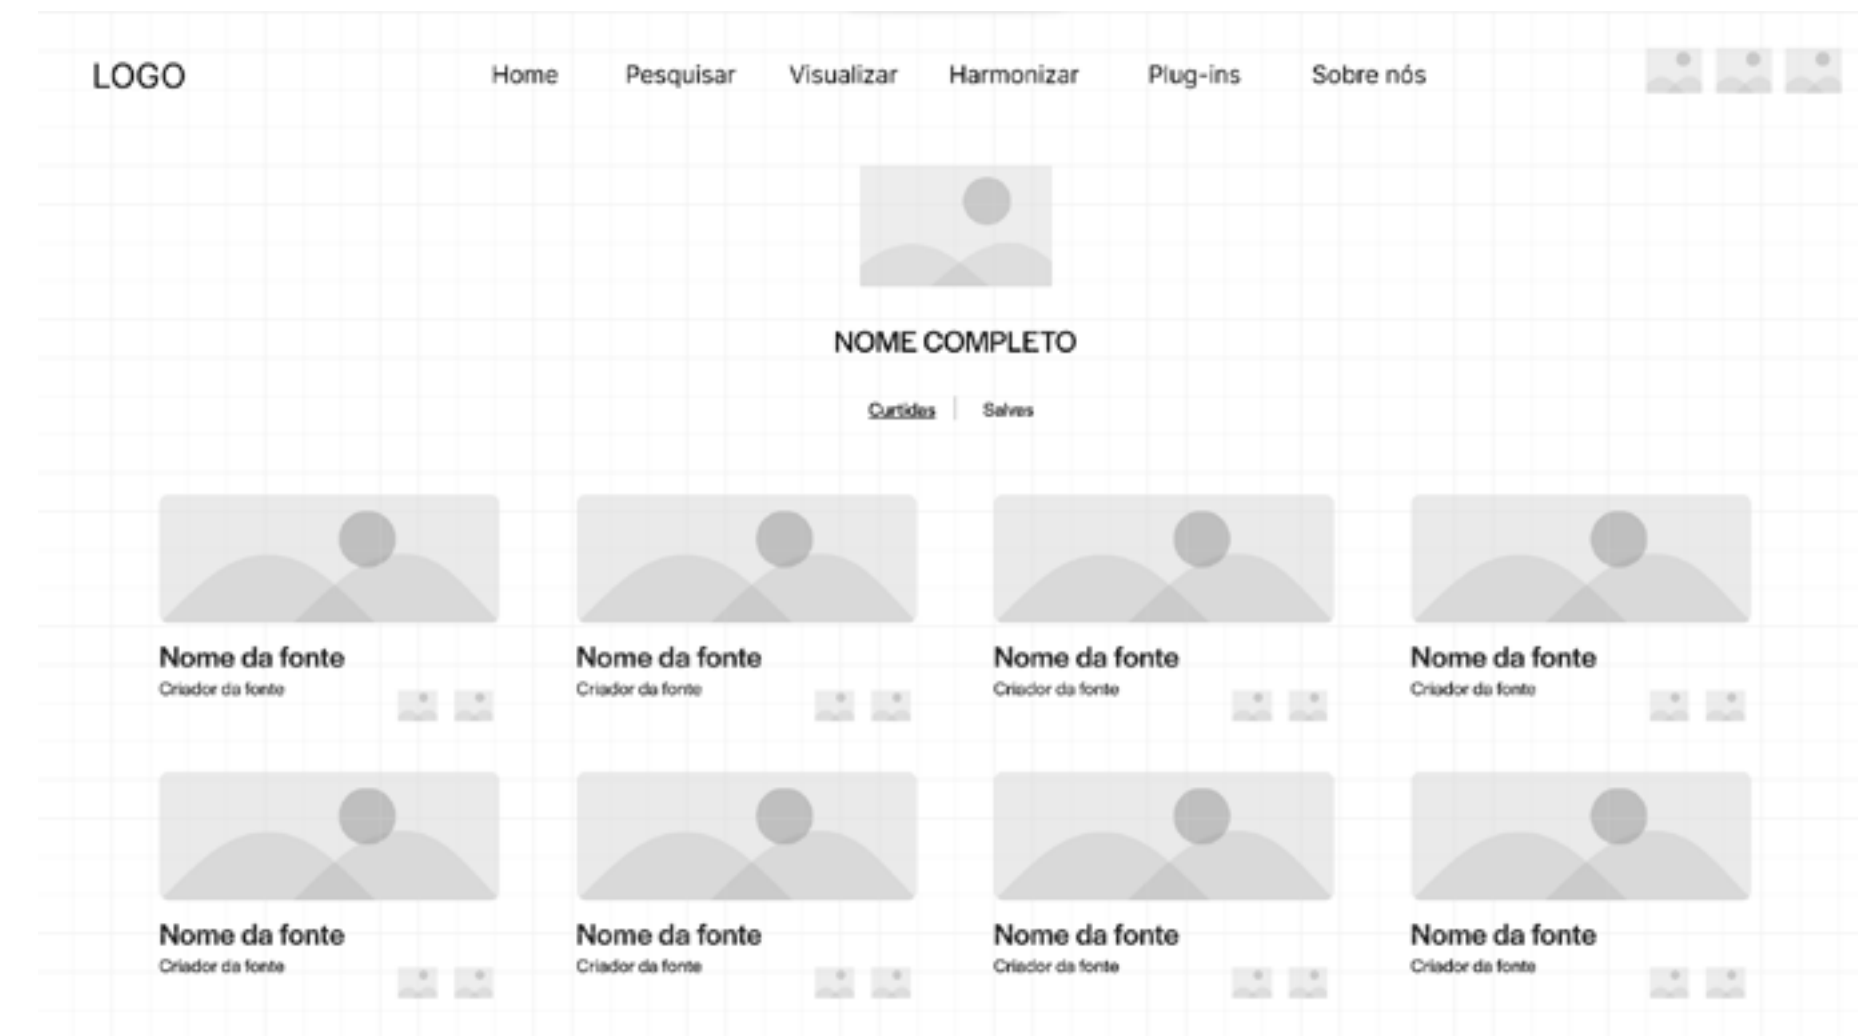 LOGO Home Pesquisar Visualizar Harmonizar Plug-ins Sobre nós
NOME COMPLETO
Curtidas Salvas
Nome da fonte Nome da fonte Nome da fonte Nome da fonte
Criador da fonte Criador da fonte Criador da fonte Criador da fonte
Nome da fonte Nome da fonte Nome da fonte Nome da fonte
Criador da fonte Criador da fonte Criador da fonte Criador da fonte